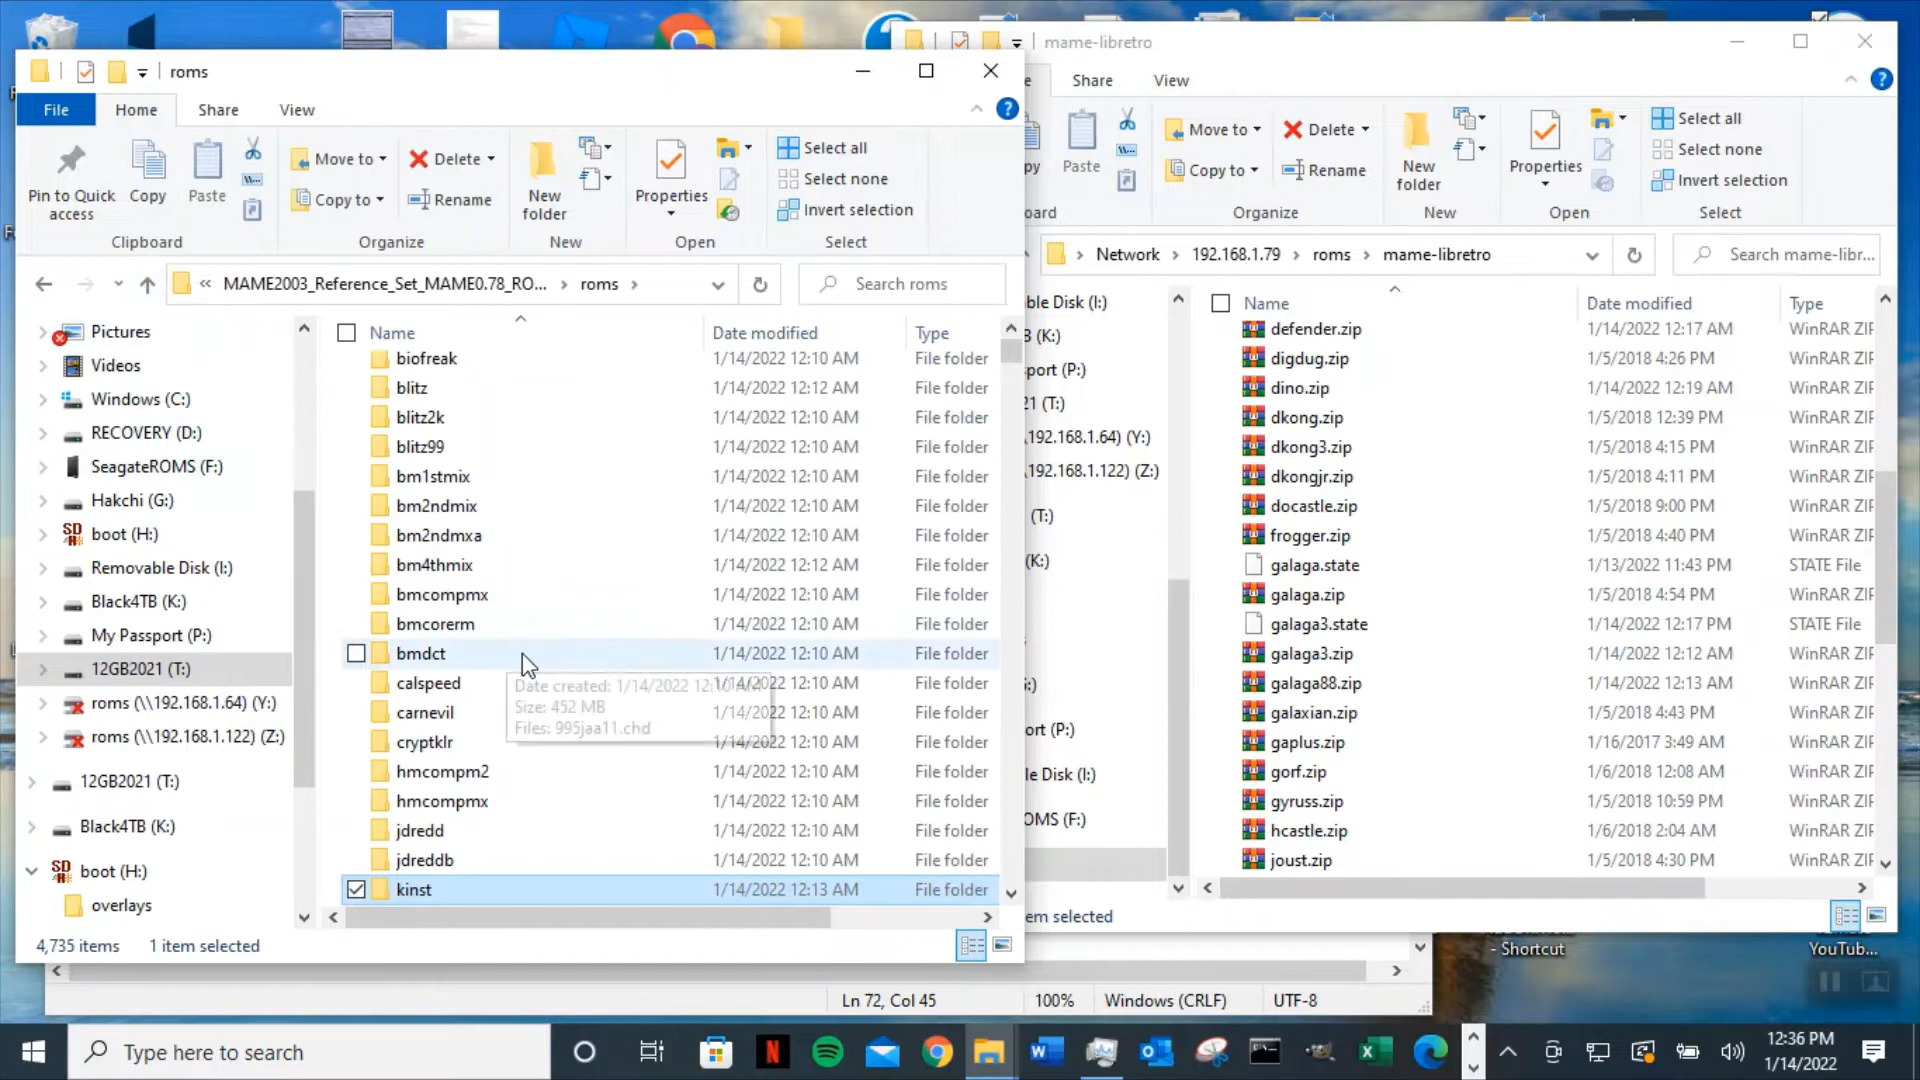 roms
File Home Share View
Pin to Quick access
Copy
Paste
Move to
Copy to
Delete
Rename
New folder
Properties
Select all
Select none
Invert selection
Clipboard Organize New Open Select
« MAME2003_Reference_Set_MAME0.78_RO... › roms ›
Search roms
Pictures
Videos
Windows (C:)
RECOVERY (D:)
SeagateROMS (F:)
Hakchi (G:)
boot (H:)
Removable Disk (I:)
Black4TB (K:)
My Passport (P:)
12GB2021 (T:)
roms (\\192.168.1.64) (Y:)
roms (\\192.168.1.122) (Z:)
12GB2021 (T:)
Black4TB (K:)
boot (H:)
overlays
Name Date modified Type
biofreak 1/14/2022 12:10 AM File folder
blitz 1/14/2022 12:12 AM File folder
blitz2k 1/14/2022 12:10 AM File folder
blitz99 1/14/2022 12:10 AM File folder
bm1stmix 1/14/2022 12:10 AM File folder
bm2ndmix 1/14/2022 12:10 AM File folder
bm2ndmxa 1/14/2022 12:10 AM File folder
bm4thmix 1/14/2022 12:12 AM File folder
bmcompmx 1/14/2022 12:10 AM File folder
bmcorerm 1/14/2022 12:10 AM File folder
bmdct 1/14/2022 12:10 AM File folder
calspeed 1/14/2022 12:10 AM File folder
carnevil 1/14/2022 12:10 AM File folder
cryptklr 1/14/2022 12:10 AM File folder
hmcompm2 1/14/2022 12:10 AM File folder
hmcompmx 1/14/2022 12:10 AM File folder
jdredd 1/14/2022 12:10 AM File folder
jdreddb 1/14/2022 12:10 AM File folder
kinst 1/14/2022 12:13 AM File folder
Date created: 1/14/2022 12:
Size: 452 MB
Files: 995jaa11.chd
4,735 items 1 item selected
mame-libretro
Share View
Paste
Move to
Copy to
Delete
Rename
New folder
Properties
Select all
Select none
Invert selection
Organize New Open Select
Network › 192.168.1.79 › roms › mame-libretro
Search mame-libr...
ble Disk (I:)
B (K:)
port (P:)
21 (T:)
\192.168.1.64) (Y:)
\192.168.1.122) (Z:)
(T:)
(K:)
ort (P:)
le Disk (I:)
OMS (F:)
Name Date modified Type
defender.zip 1/14/2022 12:17 AM WinRAR ZIP
digdug.zip 1/5/2018 4:26 PM WinRAR ZIP
dino.zip 1/14/2022 12:19 AM WinRAR ZIP
dkong.zip 1/5/2018 12:39 PM WinRAR ZIP
dkong3.zip 1/5/2018 4:15 PM WinRAR ZIP
dkongjr.zip 1/5/2018 4:11 PM WinRAR ZIP
docastle.zip 1/5/2018 9:00 PM WinRAR ZIP
frogger.zip 1/5/2018 4:40 PM WinRAR ZIP
galaga.state 1/13/2022 11:43 PM STATE File
galaga.zip 1/5/2018 4:54 PM WinRAR ZIP
galaga3.state 1/14/2022 12:17 PM STATE File
galaga3.zip 1/14/2022 12:12 AM WinRAR ZIP
galaga88.zip 1/14/2022 12:13 AM WinRAR ZIP
galaxian.zip 1/5/2018 4:43 PM WinRAR ZIP
gaplus.zip 1/16/2017 3:49 AM WinRAR ZIP
gorf.zip 1/6/2018 12:08 AM WinRAR ZIP
gyruss.zip 1/5/2018 10:59 PM WinRAR ZIP
hcastle.zip 1/6/2018 2:04 AM WinRAR ZIP
joust.zip 1/5/2018 4:30 PM WinRAR ZIP
em selected
- Shortcut
YouTub...
Ln 72, Col 45 100% Windows (CRLF) UTF-8
Type here to search
12:36 PM
1/14/2022